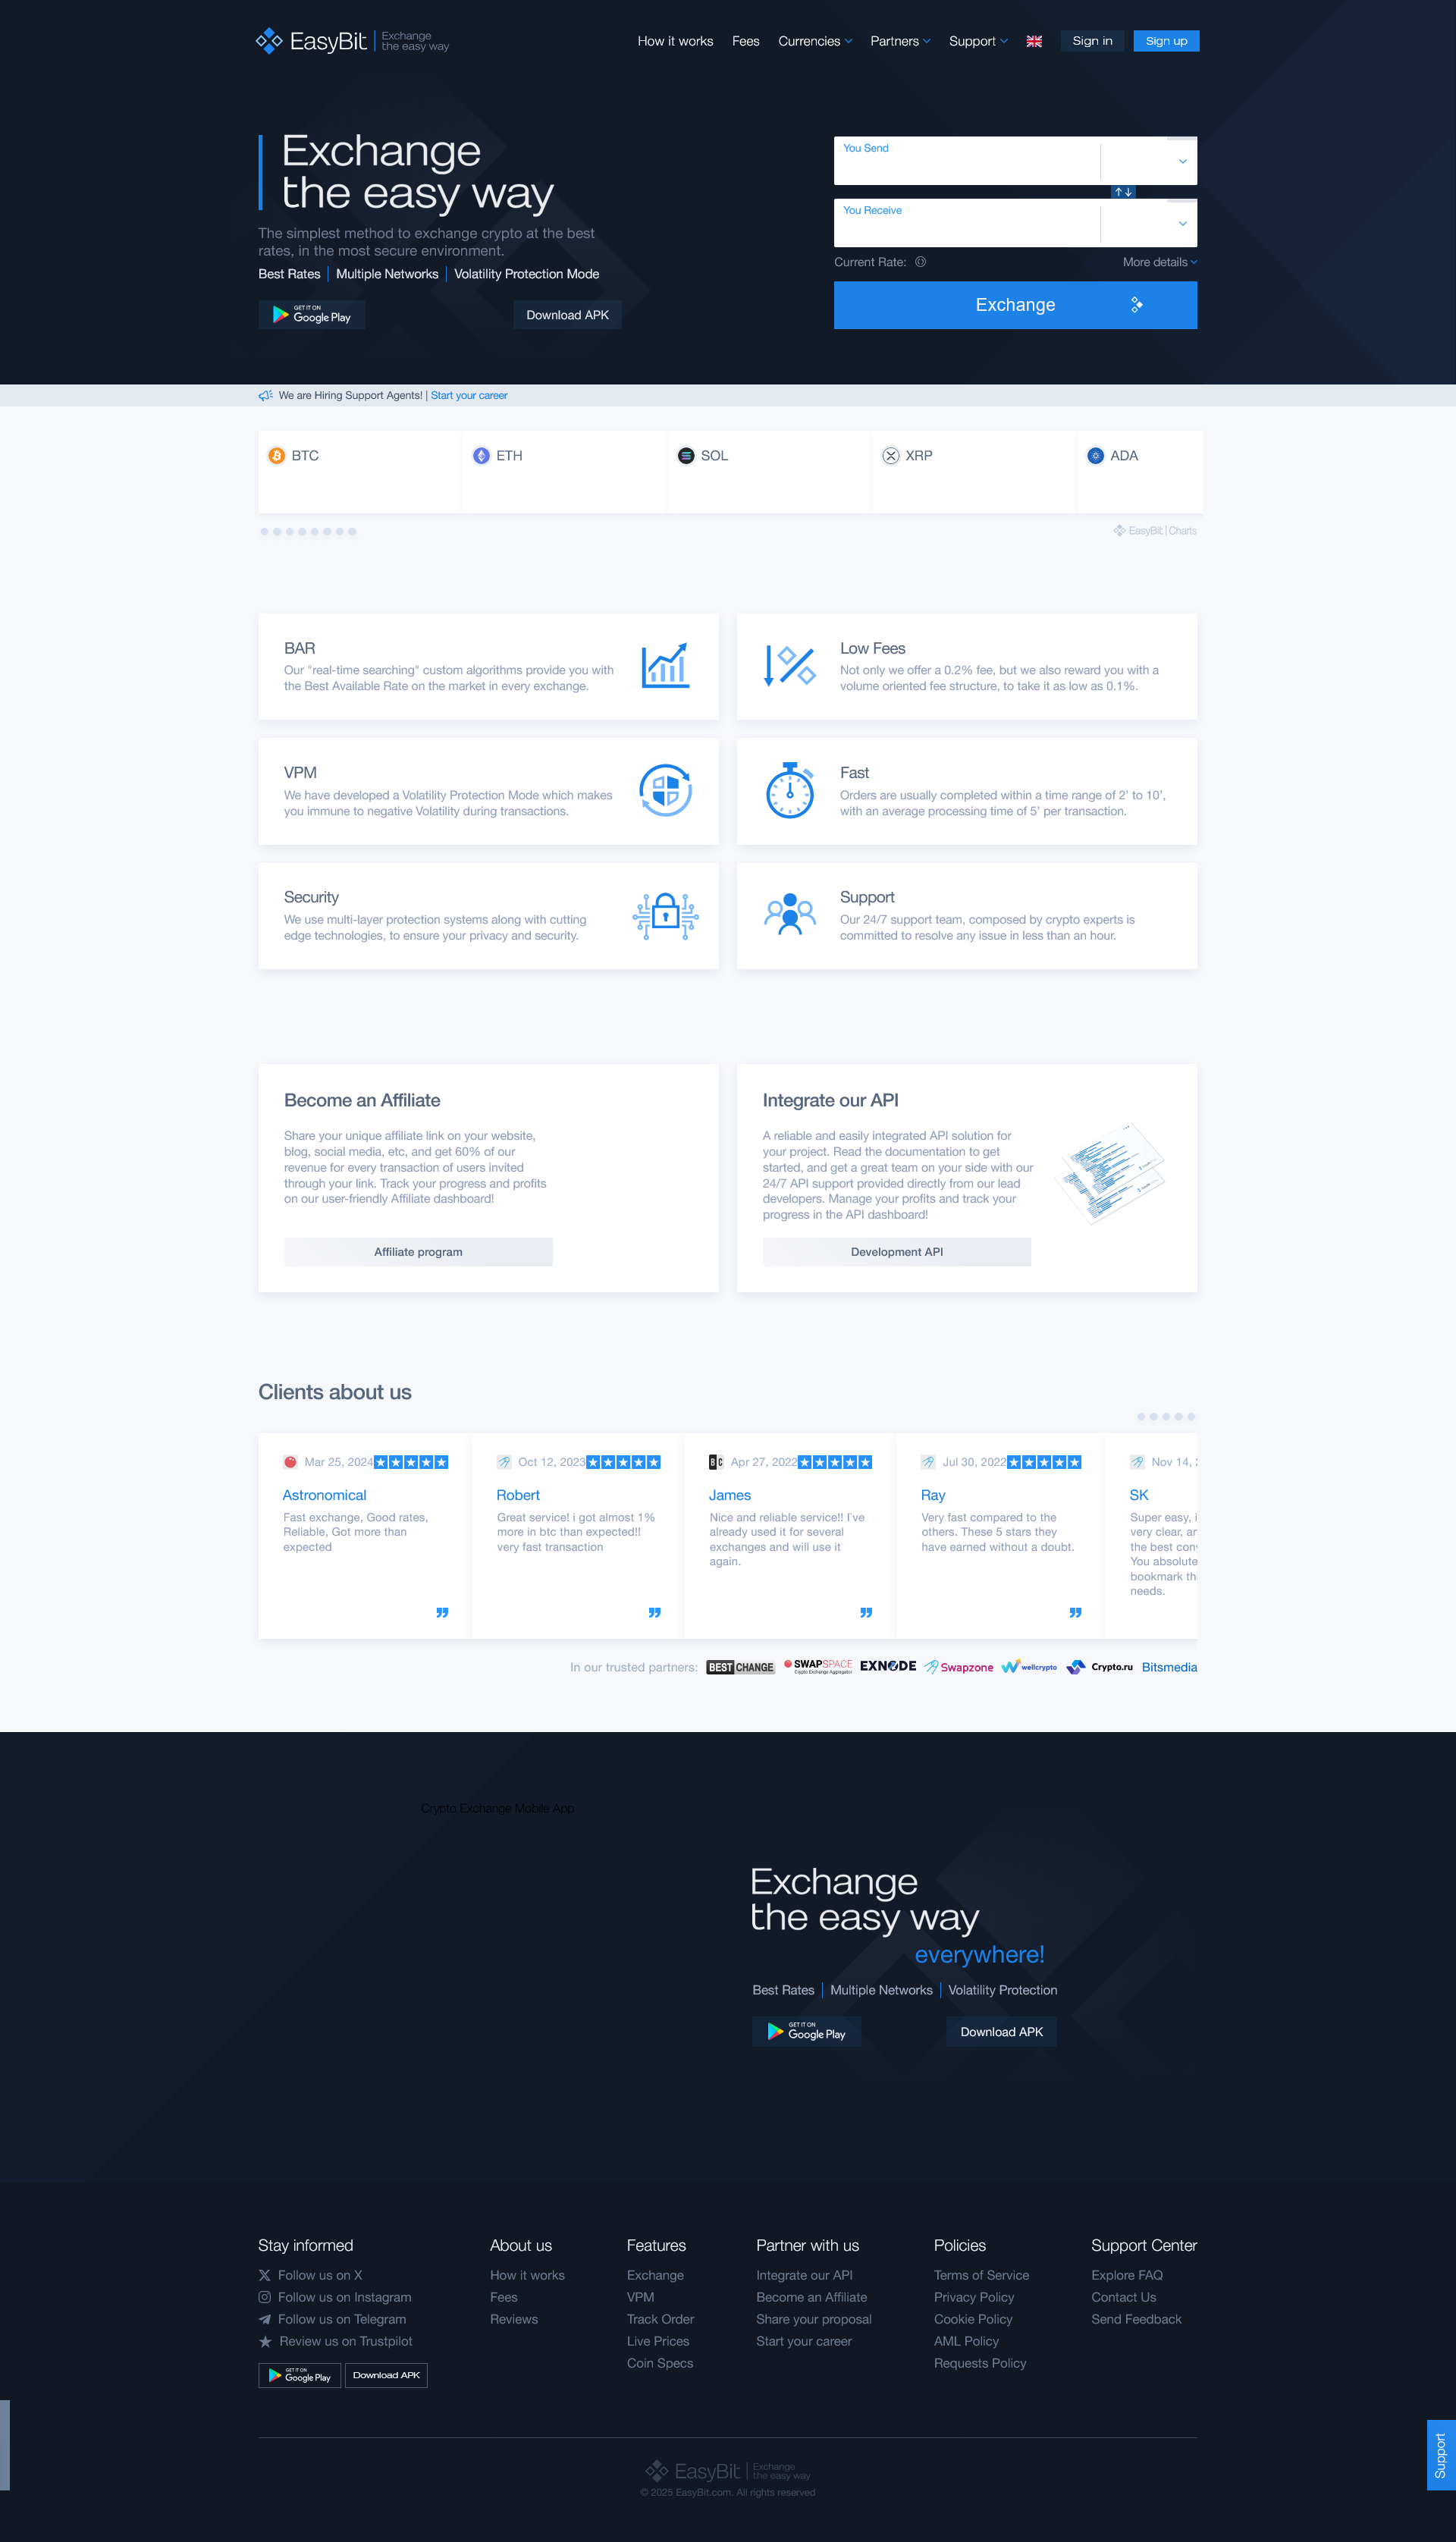 EasyBit
Exchange
the easy way
How it works
Fees
Currencies
Partners
Support
Sign in
Sign up
Exchange
the easy way
The simplest method to exchange crypto at the best
rates, in the most secure environment.
Best Rates
Multiple Networks
Volatility Protection Mode
GET IT ON
Google Play
Download APK
You Send
You Receive
Current Rate:
More details
Exchange
We are Hiring Support Agents! | Start your career
BTC
ETH
SOL
XRP
ADA
EasyBit | Charts
BAR
Our "real-time searching" custom algorithms provide you with
the Best Available Rate on the market in every exchange.
Low Fees
Not only we offer a 0.2% fee, but we also reward you with a
volume oriented fee structure, to take it as low as 0.1%.
VPM
We have developed a Volatility Protection Mode which makes
you immune to negative Volatility during transactions.
Fast
Orders are usually completed within a time range of 2’ to 10’,
with an average processing time of 5’ per transaction.
Security
We use multi-layer protection systems along with cutting
edge technologies, to ensure your privacy and security.
Support
Our 24/7 support team, composed by crypto experts is
committed to resolve any issue in less than an hour.
Become an Affiliate
Share your unique affiliate link on your website,
blog, social media, etc, and get 60% of our
revenue for every transaction of users invited
through your link. Track your progress and profits
on our user-friendly Affiliate dashboard!
Affiliate program
Integrate our API
A reliable and easily integrated API solution for
your project. Read the documentation to get
started, and get a great team on your side with our
24/7 API support provided directly from our lead
developers. Manage your profits and track your
progress in the API dashboard!
Development API
Clients about us
Mar 25, 2024
Astronomical
Fast exchange, Good rates,
Reliable, Got more than
expected
Oct 12, 2023
Robert
Great service! i got almost 1%
more in btc than expected!!
very fast transaction
BC
Apr 27, 2022
James
Nice and reliable service!! I've
already used it for several
exchanges and will use it
again.
Jul 30, 2022
Ray
Very fast compared to the
others. These 5 stars they
have earned without a doubt.
Nov 14,
SK
Super easy, i
very clear, ar
the best conv
You absolute
bookmark th
needs.
In our trusted partners:
BESTCHANGE
SWAPSPACE
Crypto Exchange Aggregator
EXNODE
Swapzone
wellcrypto
Crypto.ru
Bitsmedia
Crypto Exchange Mobile App
Exchange
the easy way
everywhere!
Best Rates
Multiple Networks
Volatility Protection
GET IT ON
Google Play
Download APK
Stay informed
Follow us on X
Follow us on Instagram
Follow us on Telegram
Review us on Trustpilot
GET IT ON
Google Play
Download APK
About us
How it works
Fees
Reviews
Features
Exchange
VPM
Track Order
Live Prices
Coin Specs
Partner with us
Integrate our API
Become an Affiliate
Share your proposal
Start your career
Policies
Terms of Service
Privacy Policy
Cookie Policy
AML Policy
Requests Policy
Support Center
Explore FAQ
Contact Us
Send Feedback
Support
EasyBit
Exchange
the easy way
© 2025 EasyBit.com. All rights reserved